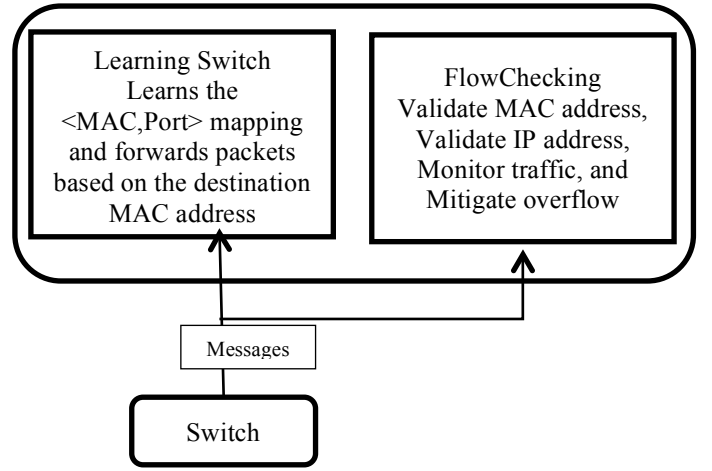 Learning Switch
Learns the
<MAC,Port> mapping
and forwards packets
based on the destination
MAC address
FlowChecking
Validate MAC address,
Validate IP address,
Monitor traffic, and
Mitigate overflow
Messages
Switch